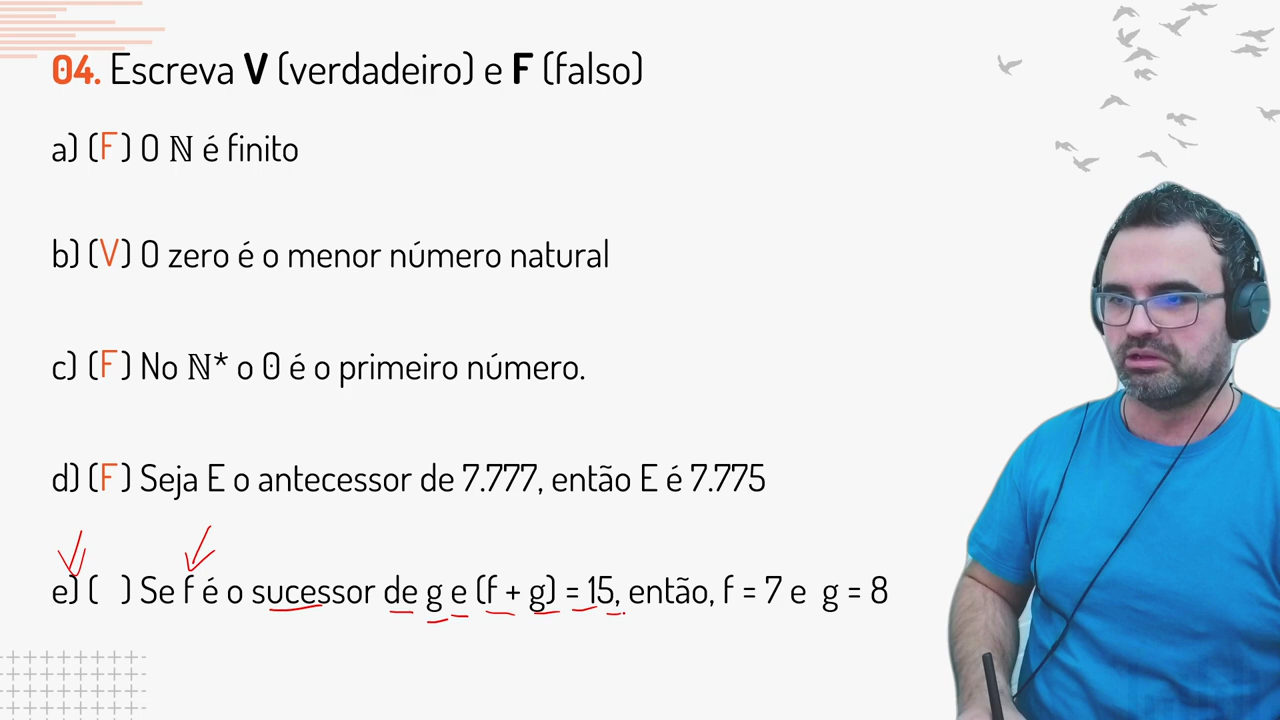 04. Escreva V (verdadeiro) e F (falso)
a) (F) O ℕ é finito
b) (V) O zero é o menor número natural
c) (F) No ℕ* o 0 é o primeiro número.
d) (F) Seja E o antecessor de 7.777, então E é 7.775
e) ( ) Se f é o sucessor de g e (f + g) = 15, então, f = 7 e g = 8